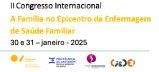 II Congresso Internacional
A Família no Epicentro da Enfermagem
de Saúde Familiar
30 e 31 – janeiro - 2025